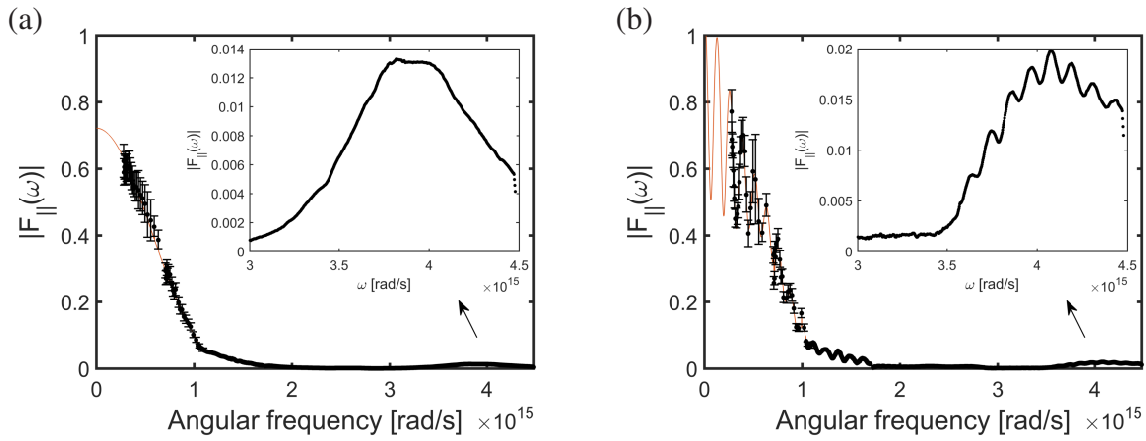 (a)
1
0.8
0.6
0.4
0.2
0
|F||(ω)|
0 1 2 3 4
Angular frequency [rad/s] ×10^15
0.014
0.012
0.01
0.008
0.006
0.004
0.002
0
|F||(ω)|
3 3.5 4 4.5
ω [rad/s] ×10^15
(b)
1
0.8
0.6
0.4
0.2
0
|F||(ω)|
0 1 2 3 4
Angular frequency [rad/s] ×10^15
0.02
0.015
0.01
0.005
0
|F||(ω)|
3 3.5 4 4.5
ω [rad/s] ×10^15